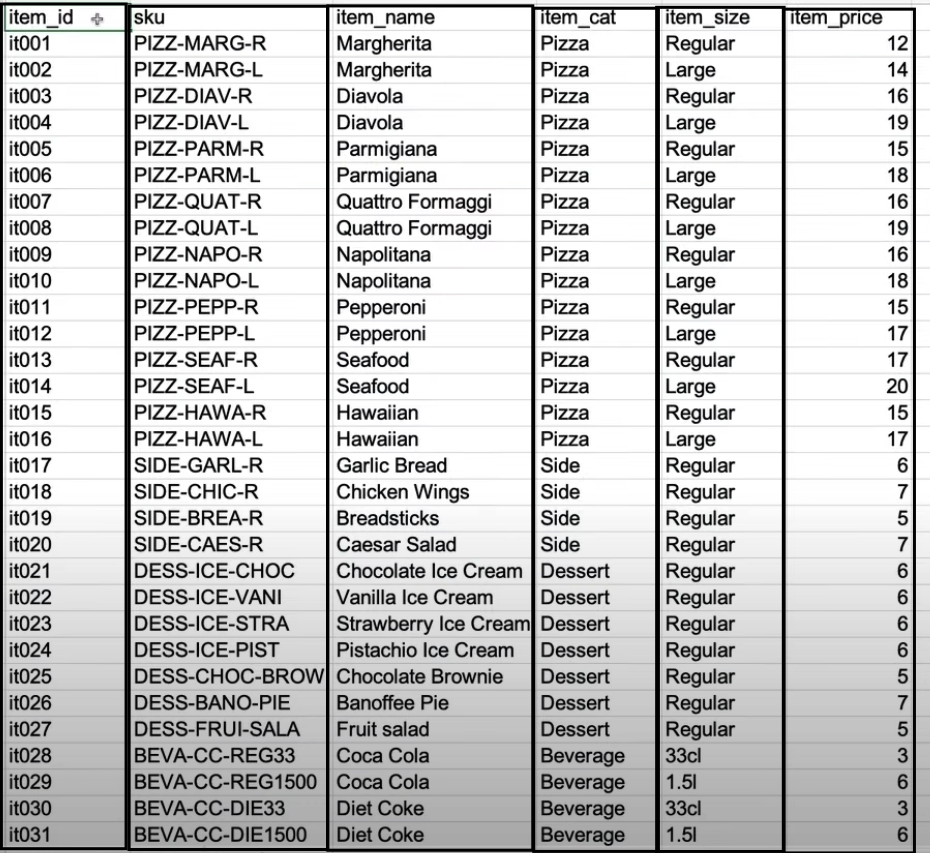 item_id sku item_name item_cat item_size item_price
it001 PIZZ-MARG-R Margherita Pizza Regular 12
it002 PIZZ-MARG-L Margherita Pizza Large 14
it003 PIZZ-DIAV-R Diavola Pizza Regular 16
it004 PIZZ-DIAV-L Diavola Pizza Large 19
it005 PIZZ-PARM-R Parmigiana Pizza Regular 15
it006 PIZZ-PARM-L Parmigiana Pizza Large 18
it007 PIZZ-QUAT-R Quattro Formaggi Pizza Regular 16
it008 PIZZ-QUAT-L Quattro Formaggi Pizza Large 19
it009 PIZZ-NAPO-R Napolitana Pizza Regular 16
it010 PIZZ-NAPO-L Napolitana Pizza Large 18
it011 PIZZ-PEPP-R Pepperoni Pizza Regular 15
it012 PIZZ-PEPP-L Pepperoni Pizza Large 17
it013 PIZZ-SEAF-R Seafood Pizza Regular 17
it014 PIZZ-SEAF-L Seafood Pizza Large 20
it015 PIZZ-HAWA-R Hawaiian Pizza Regular 15
it016 PIZZ-HAWA-L Hawaiian Pizza Large 17
it017 SIDE-GARL-R Garlic Bread Side Regular 6
it018 SIDE-CHIC-R Chicken Wings Side Regular 7
it019 SIDE-BREA-R Breadsticks Side Regular 5
it020 SIDE-CAES-R Caesar Salad Side Regular 7
it021 DESS-ICE-CHOC Chocolate Ice Cream Dessert Regular 6
it022 DESS-ICE-VANI Vanilla Ice Cream Dessert Regular 6
it023 DESS-ICE-STRA Strawberry Ice Cream Dessert Regular 6
it024 DESS-ICE-PIST Pistachio Ice Cream Dessert Regular 6
it025 DESS-CHOC-BROW Chocolate Brownie Dessert Regular 5
it026 DESS-BANO-PIE Banoffee Pie Dessert Regular 7
it027 DESS-FRUI-SALA Fruit salad Dessert Regular 5
it028 BEVA-CC-REG33 Coca Cola Beverage 33cl 3
it029 BEVA-CC-REG1500 Coca Cola Beverage 1.5l 6
it030 BEVA-CC-DIE33 Diet Coke Beverage 33cl 3
it031 BEVA-CC-DIE1500 Diet Coke Beverage 1.5l 6